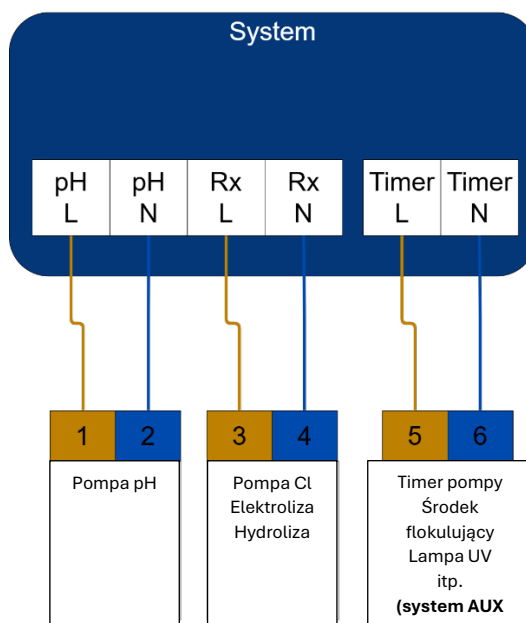 System
pH pH Rx Rx Timer Timer
L N L N L N
1 2 3 4 5 6
Pompa pH
Pompa Cl
Elektroliza
Hydroliza
Timer pompy
Środek
flokulujący
Lampa UV
itp.
(system AUX